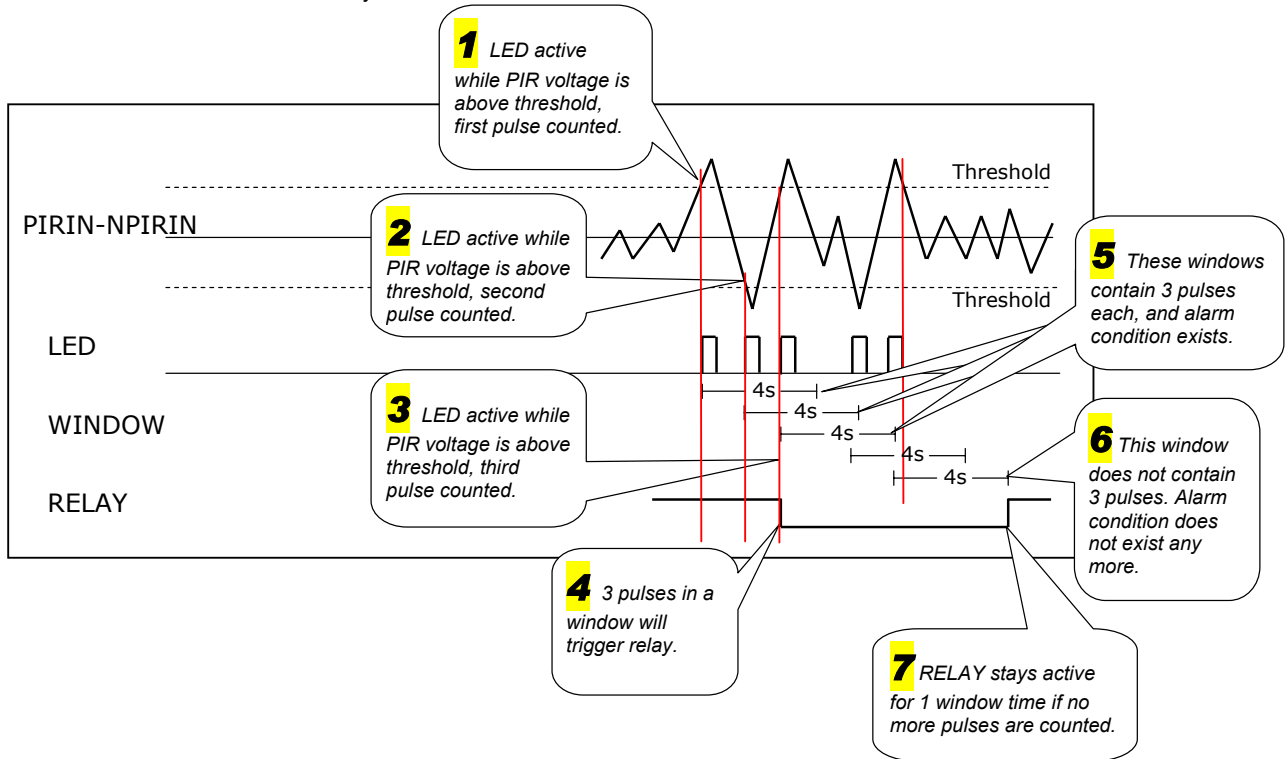 1 LED active
while PIR voltage is
above threshold,
first pulse counted.
Threshold
PIRIN-NPIRIN
2 LED active while
PIR voltage is above
threshold, second
pulse counted.
5 These windows
contain 3 pulses
each, and alarm
condition exists.
Threshold
LED
4s
3 LED active while
PIR voltage is above
threshold, third
pulse counted.
4s
WINDOW
4s
4s
4s
6 This window
does not contain
3 pulses. Alarm
condition does
not exist any
more.
RELAY
4 3 pulses in a
window will
trigger relay.
7 RELAY stays active
for 1 window time if no
more pulses are counted.